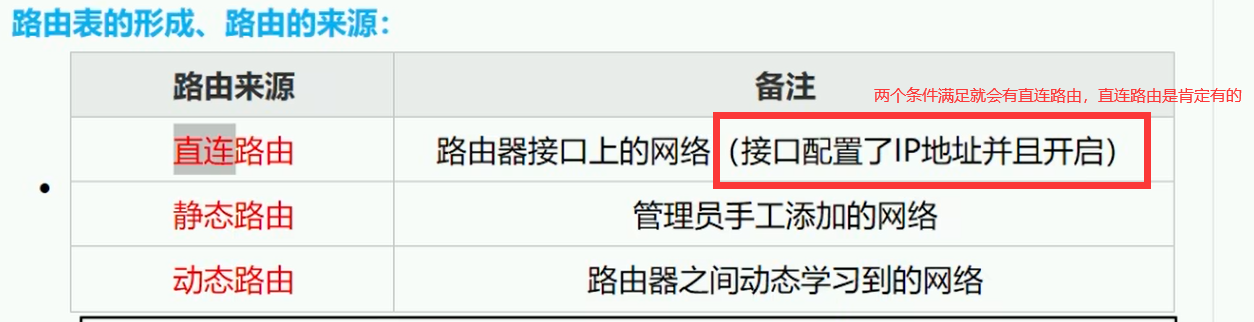 路由表的形成、路由的来源：
路由来源
备注
两个条件满足就会有直连路由，直连路由是肯定有的
直连路由
路由器接口上的网络（接口配置了IP地址并且开启）
静态路由
管理员手工添加的网络
动态路由
路由器之间动态学习到的网络